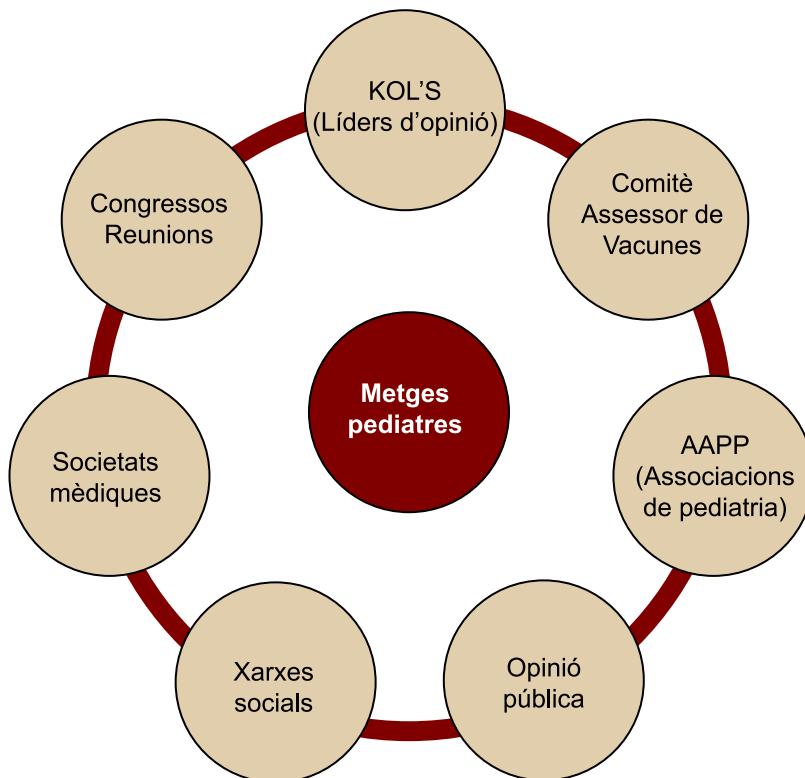 KOL’S
(Líders d’opinió)
Comitè
Assessor de
Vacunes
AAPP
(Associacions
de pediatria)
Opinió
pública
Xarxes
socials
Societats
mèdiques
Congressos
Reunions
Metges
pediatres